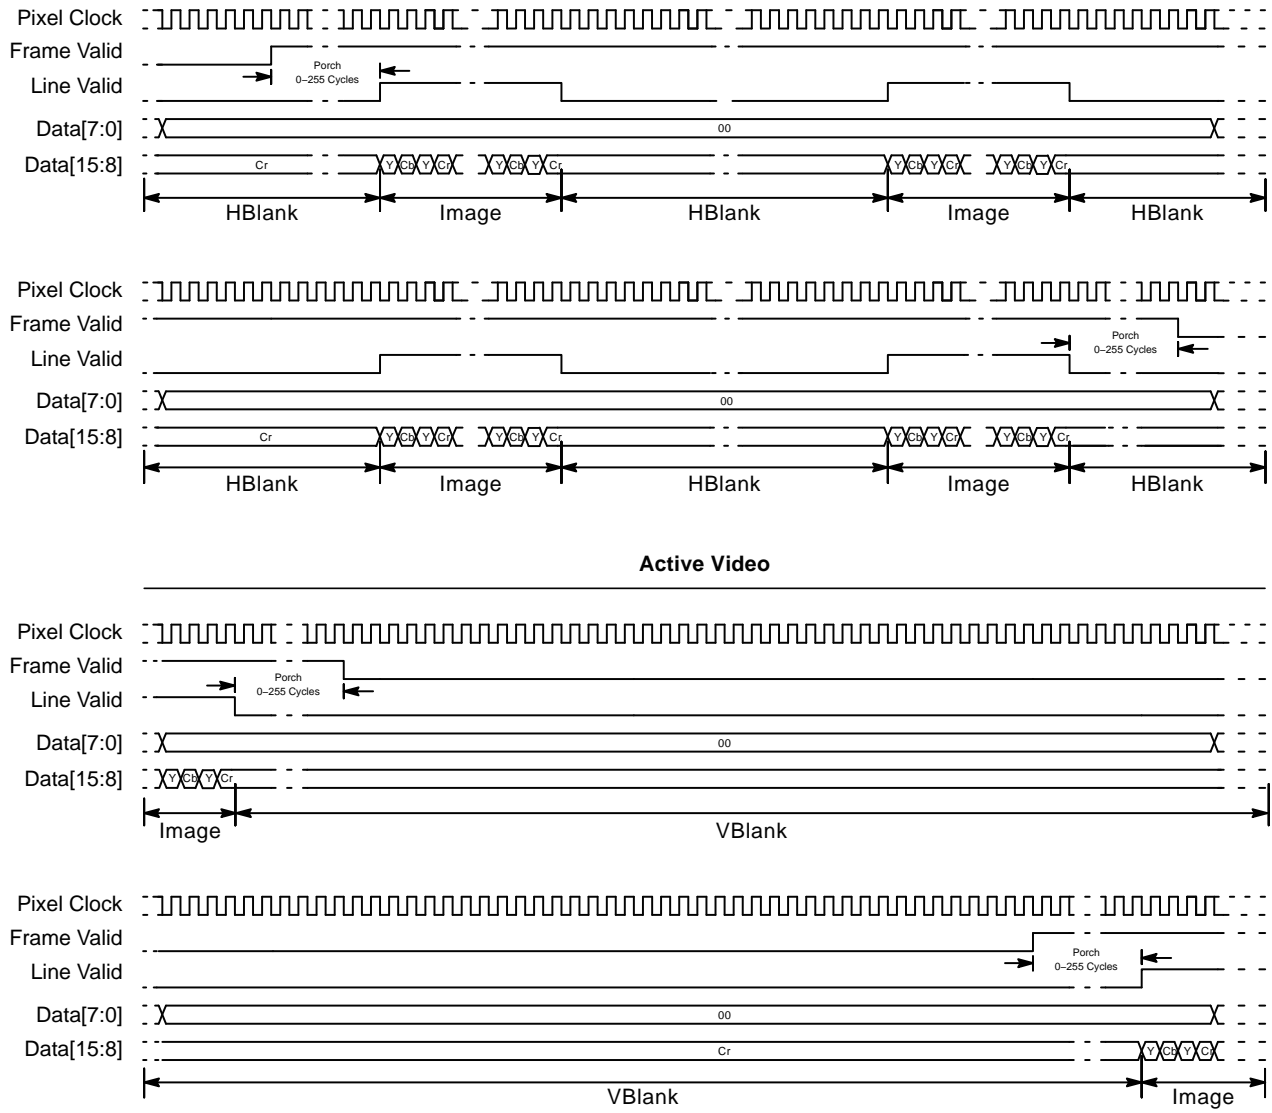 Pixel Clock
Frame Valid
Porch
0–255 Cycles
Line Valid
Data[7:0] 00
Data[15:8] Cr Y Cb Y Cr Y Cb Y Cr Y Cb Y Cr Y Cb Y Cr
HBlank Image HBlank Image HBlank
Pixel Clock
Frame Valid
Porch
0–255 Cycles
Line Valid
Data[7:0] 00
Data[15:8] Cr Y Cb Y Cr Y Cb Y Cr Y Cb Y Cr Y Cb Y Cr
HBlank Image HBlank Image HBlank
Active Video
Pixel Clock
Frame Valid
Porch
0–255 Cycles
Line Valid
Data[7:0] 00
Data[15:8] Y Cb Y Cr
Image VBlank
Pixel Clock
Frame Valid
Porch
0–255 Cycles
Line Valid
Data[7:0] 00
Data[15:8] Cr Y Cb Y Cr
VBlank Image